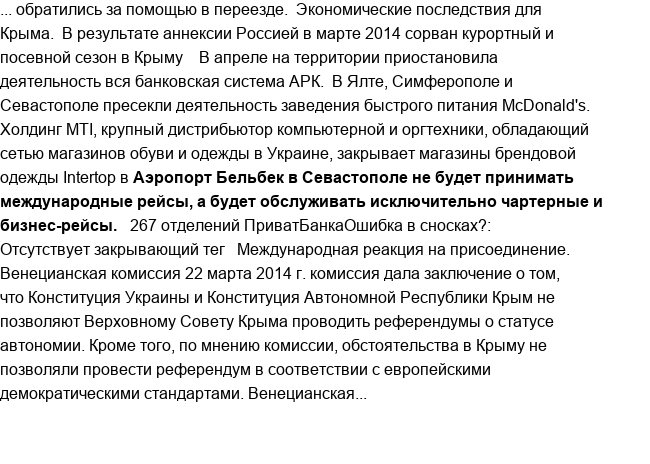 ... обратились за помощью в переезде.  Экономические последствия для
Крыма.  В результате аннексии Россией в марте 2014 сорван курортный и
посевной сезон в Крыму    В апреле на территории приостановила
деятельность вся банковская система АРК.  В Ялте, Симферополе и
Севастополе пресекли деятельность заведения быстрого питания McDonald's.
Холдинг MTI, крупный дистрибьютор компьютерной и оргтехники, обладающий
сетью магазинов обуви и одежды в Украине, закрывает магазины брендовой
одежды Intertop в Аэропорт Бельбек в Севастополе не будет принимать
международные рейсы, а будет обслуживать исключительно чартерные и
бизнес-рейсы.   267 отделений ПриватБанкаОшибка в сносках?:
Отсутствует закрывающий тег   Международная реакция на присоединение.
Венецианская комиссия 22 марта 2014 г. комиссия дала заключение о том,
что Конституция Украины и Конституция Автономной Республики Крым не
позволяют Верховному Совету Крыма проводить референдумы о статусе
автономии. Кроме того, по мнению комиссии, обстоятельства в Крыму не
позволяли провести референдум в соответствии с европейскими
демократическими стандартами. Венецианская...